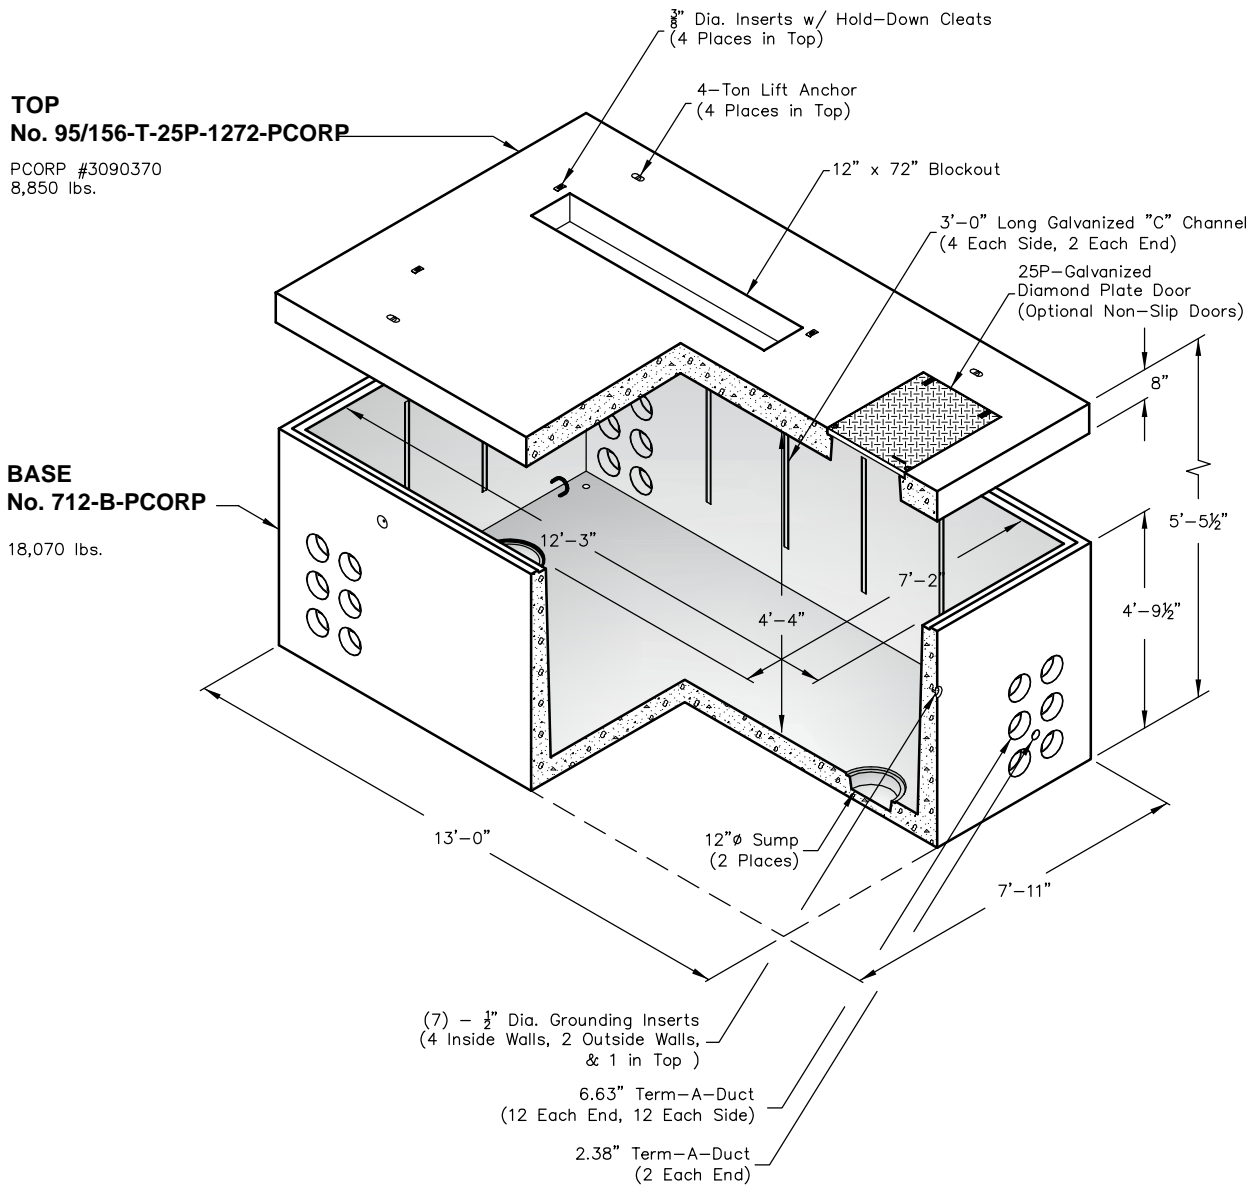 ⅜” Dia. Inserts w/ Hold-Down Cleats
(4 Places in Top)
4-Ton Lift Anchor
(4 Places in Top)
TOP
No. 95/156-T-25P-1272-PCORP
PCORP #3090370
8,850 lbs.
12” x 72” Blockout
3’-0” Long Galvanized ”C” Channel
(4 Each Side, 2 Each End)
25P-Galvanized
Diamond Plate Door
(Optional Non-Slip Doors)
8”
BASE
No. 712-B-PCORP
18,070 lbs.
5’-5½”
12’-3”
7’-2”
4’-4”
4’-9½”
13’-0”
12”ø Sump
(2 Places)
7’-11”
(7) - ½” Dia. Grounding Inserts
(4 Inside Walls, 2 Outside Walls,
& 1 in Top )
6.63” Term-A-Duct
(12 Each End, 12 Each Side)
2.38” Term-A-Duct
(2 Each End)